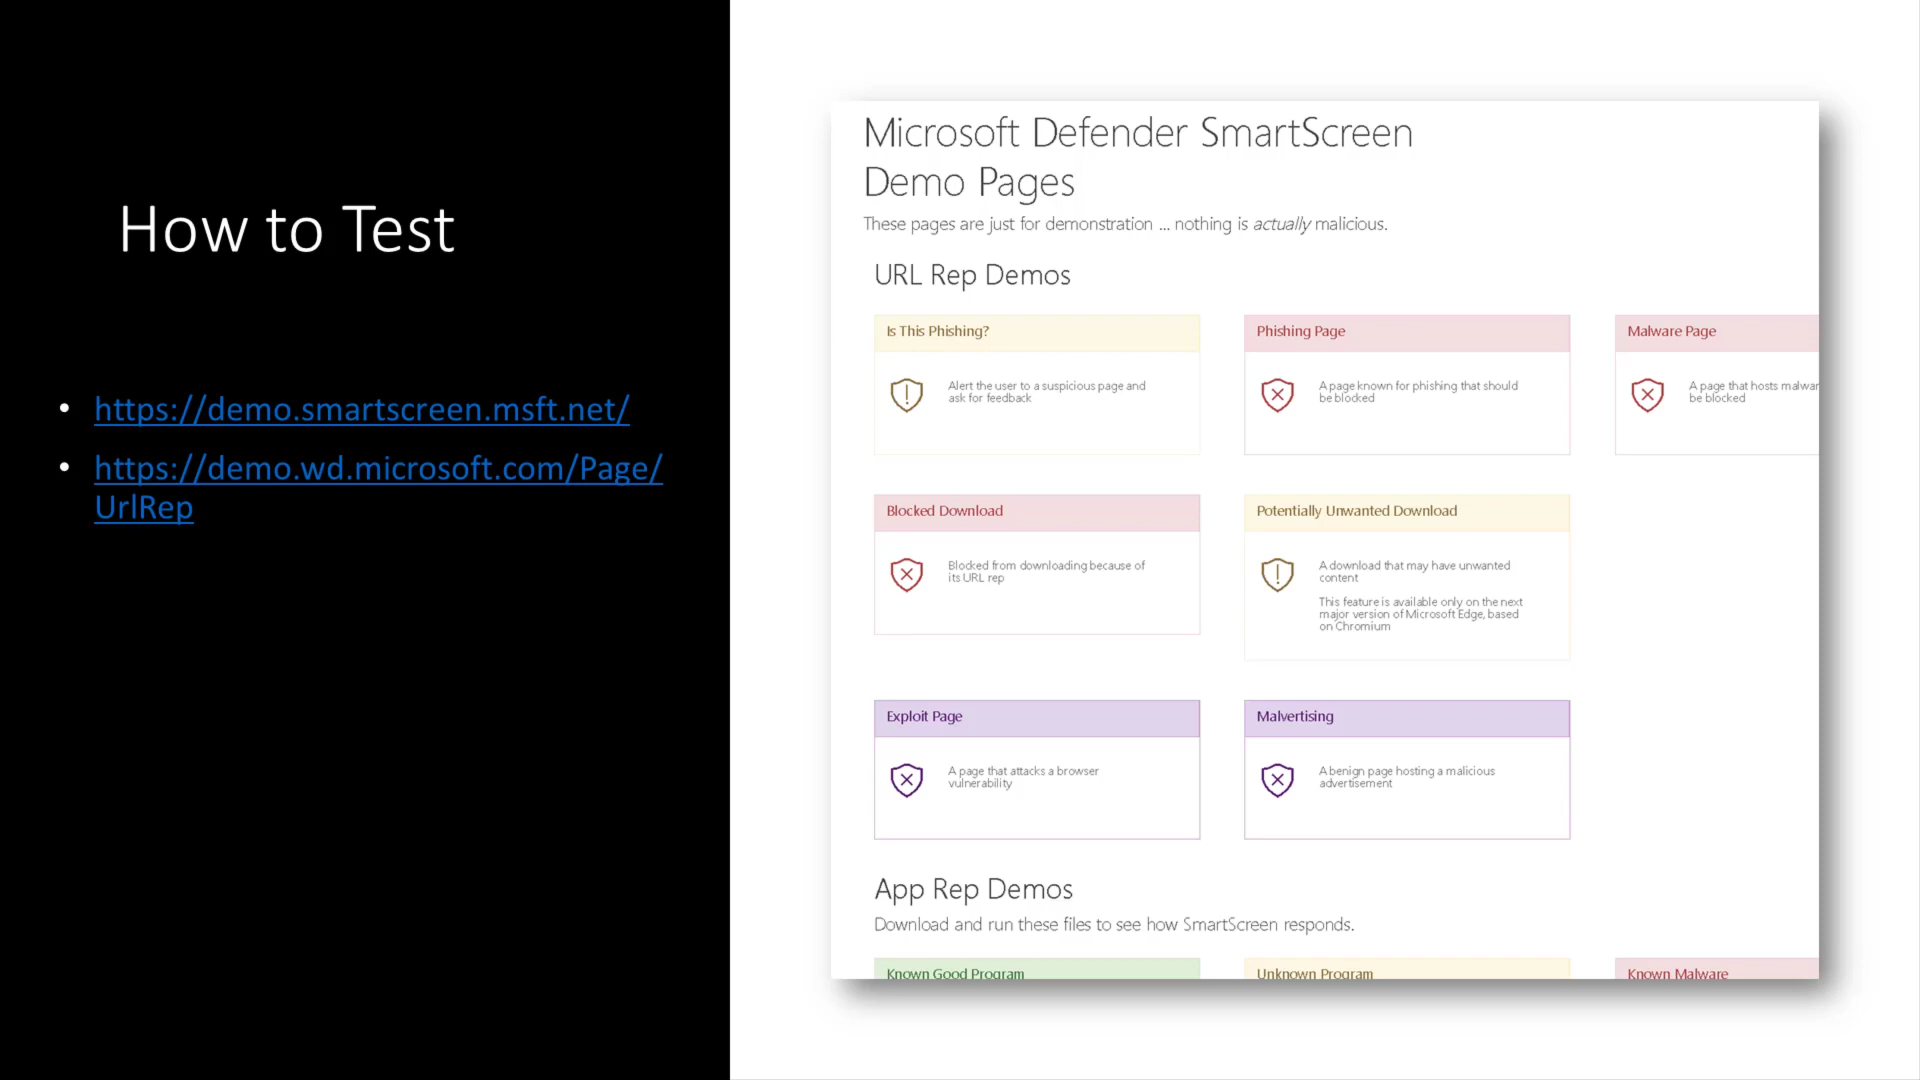 How to Test
• https://demo.smartscreen.msft.net/
• https://demo.wd.microsoft.com/Page/
UrlRep
Microsoft Defender SmartScreen
Demo Pages
These pages are just for demonstration ... nothing is actually malicious.
URL Rep Demos
Is This Phishing?
Alert the user to a suspicious page and
ask for feedback
Phishing Page
A page known for phishing that should
be blocked
Malware Page
A page that hosts malwar
be blocked
Blocked Download
Blocked from downloading because of
its URL rep
Potentially Unwanted Download
A download that may have unwanted
content
This feature is available only on the next
major version of Microsoft Edge, based
on Chromium
Exploit Page
A page that attacks a browser
vulnerability
Malvertising
A benign page hosting a malicious
advertisement
App Rep Demos
Download and run these files to see how SmartScreen responds.
Known Good Program
Unknown Program
Known Malware